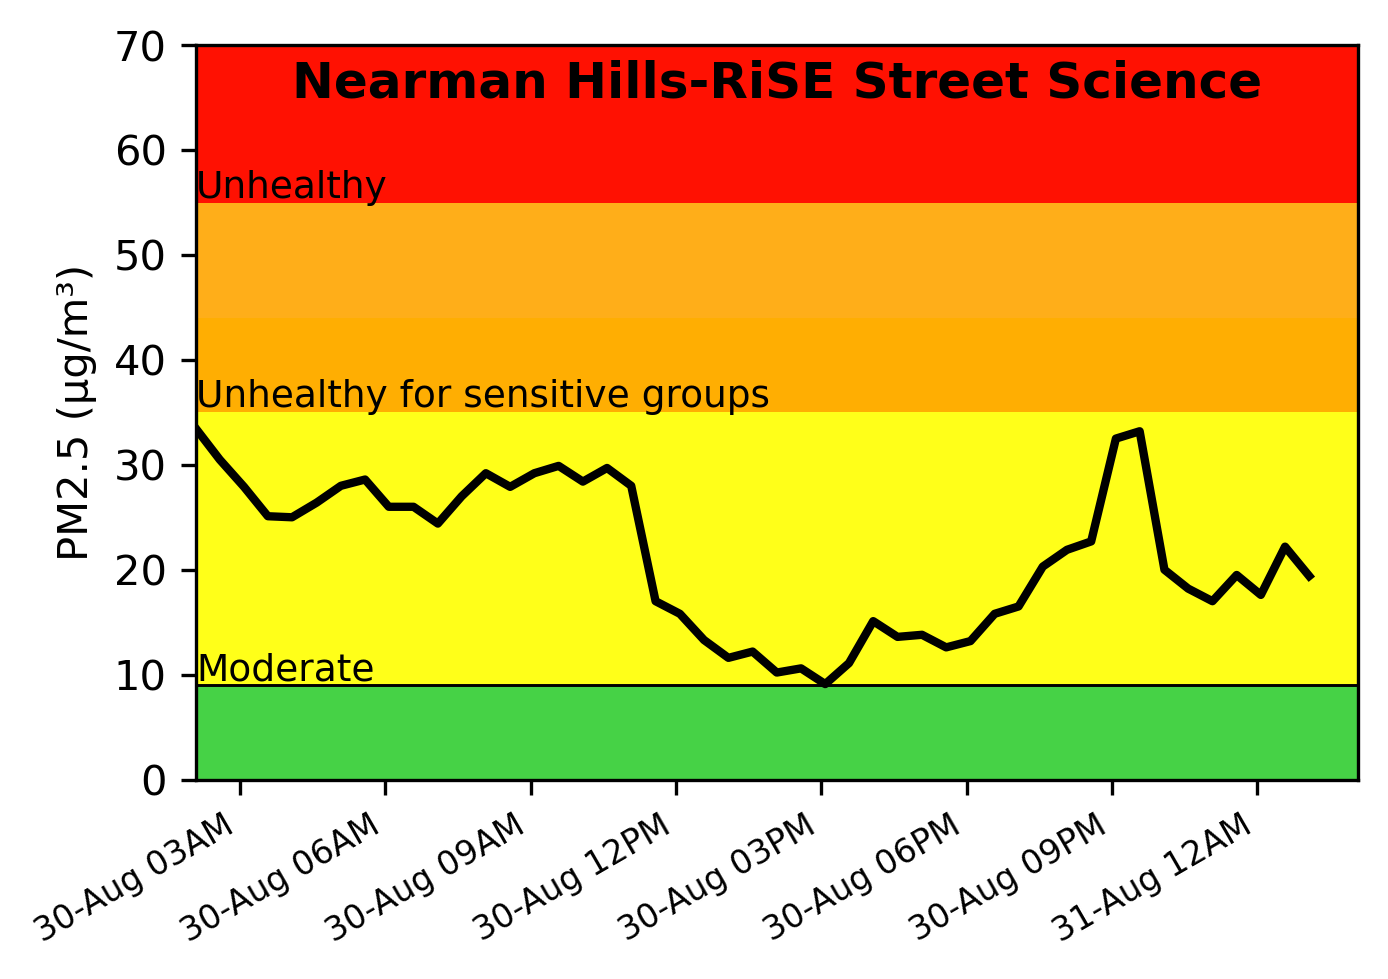 Nearman Hills-RiSE Street Science
70
60
50
40
30
20
10
0
PM2.5 (µg/m³)
Unhealthy
Unhealthy for sensitive groups
Moderate
30-Aug 03AM
30-Aug 06AM
30-Aug 09AM
30-Aug 12PM
30-Aug 03PM
30-Aug 06PM
30-Aug 09PM
31-Aug 12AM